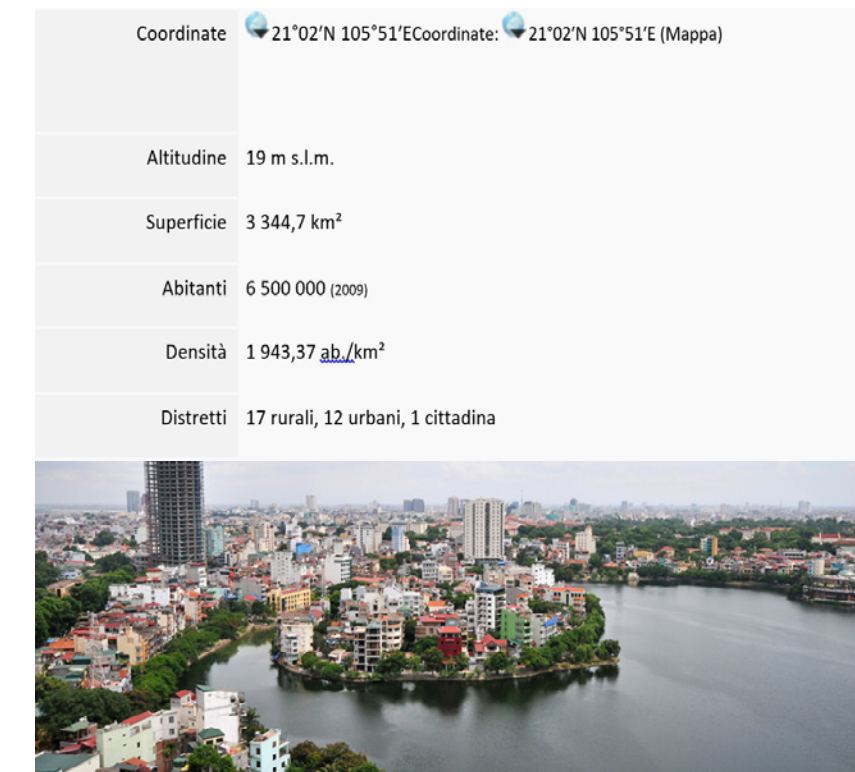 Coordinate 21°02′N 105°51′ECoordinate: 21°02′N 105°51′E (Mappa)
Altitudine 19 m s.l.m.
Superficie 3 344,7 km²
Abitanti 6 500 000 (2009)
Densità 1 943,37 ab./km²
Distretti 17 rurali, 12 urbani, 1 cittadina